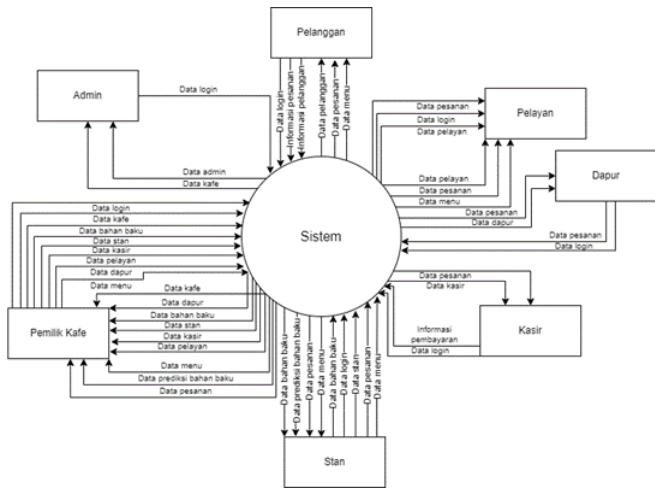 Pelanggan
Admin
Data login
Data login
Informasi pesanan
Informasi pelanggan
Data pelanggan
Data pesanan
Data menu
Data pesanan
Data login
Data pelayan
Pelayan
Data admin
Data kafe
Data pelayan
Data pesanan
Data menu
Dapur
Data pesanan
Data dapur
Data pesanan
Data login
Sistem
Data login
Data kafe
Data bahan baku
Data stan
Data kasir
Data pelayan
Data dapur
Data menu
Data kafe
Data dapur
Data bahan baku
Data stan
Data kasir
Data pelayan
Data menu
Data prediksi bahan baku
Data pesanan
Pemilik Kafe
Data pesanan
Data kasir
Kasir
Informasi
pembayaran
Data login
Data bahan baku
Data prediksi bahan baku
Data pesanan
Data menu
Data bahan baku
Data login
Data stan
Data pesanan
Data menu
Stan